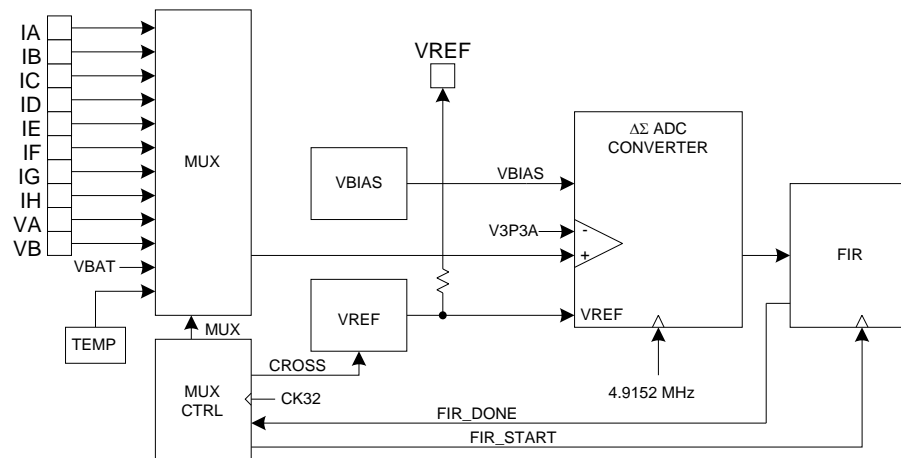 IA
IB
IC
ID
IE
IF
IG
IH
VA
VB
VBAT
TEMP
MUX
MUX
MUX
CTRL
CROSS
CK32
VREF
VBIAS
VREF
VBIAS
V3P3A
-
+
VREF
ΔΣ ADC
CONVERTER
4.9152 MHz
FIR
FIR_DONE
FIR_START